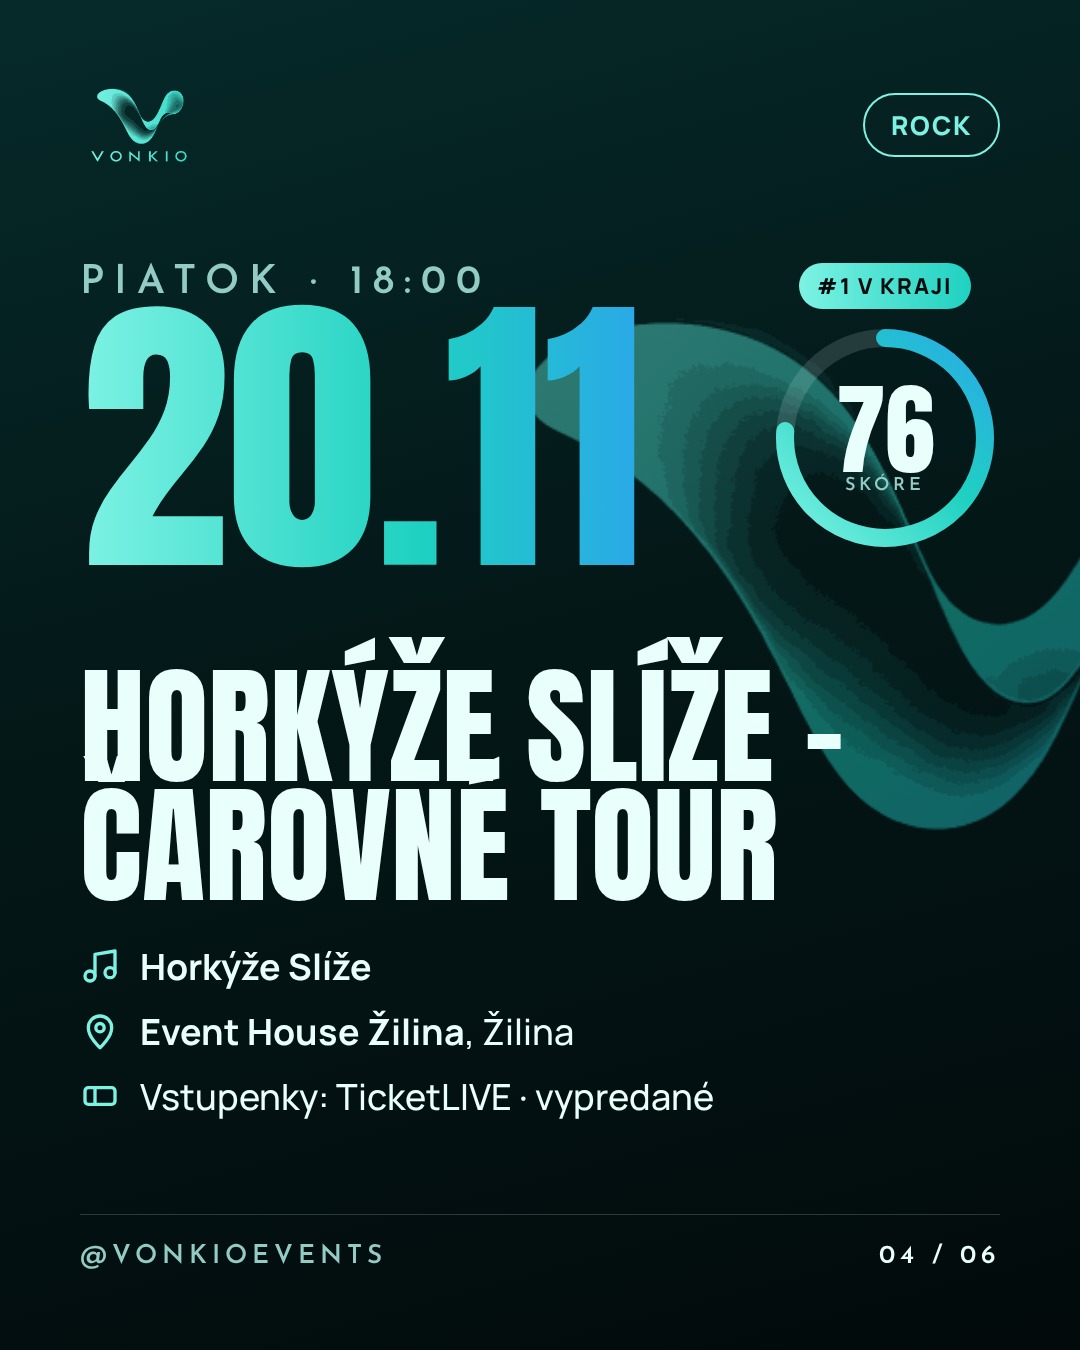 VONKIO
ROCK
PIATOK · 18:00
#1 V KRAJI
20.11
76
SKÓRE
HORKÝŽE SLÍŽE -
ČAROVNÉ TOUR
Horkýže Slíže
Event House Žilina, Žilina
Vstupenky: TicketLIVE · vypredané
@VONKIOEVENTS
04 / 06